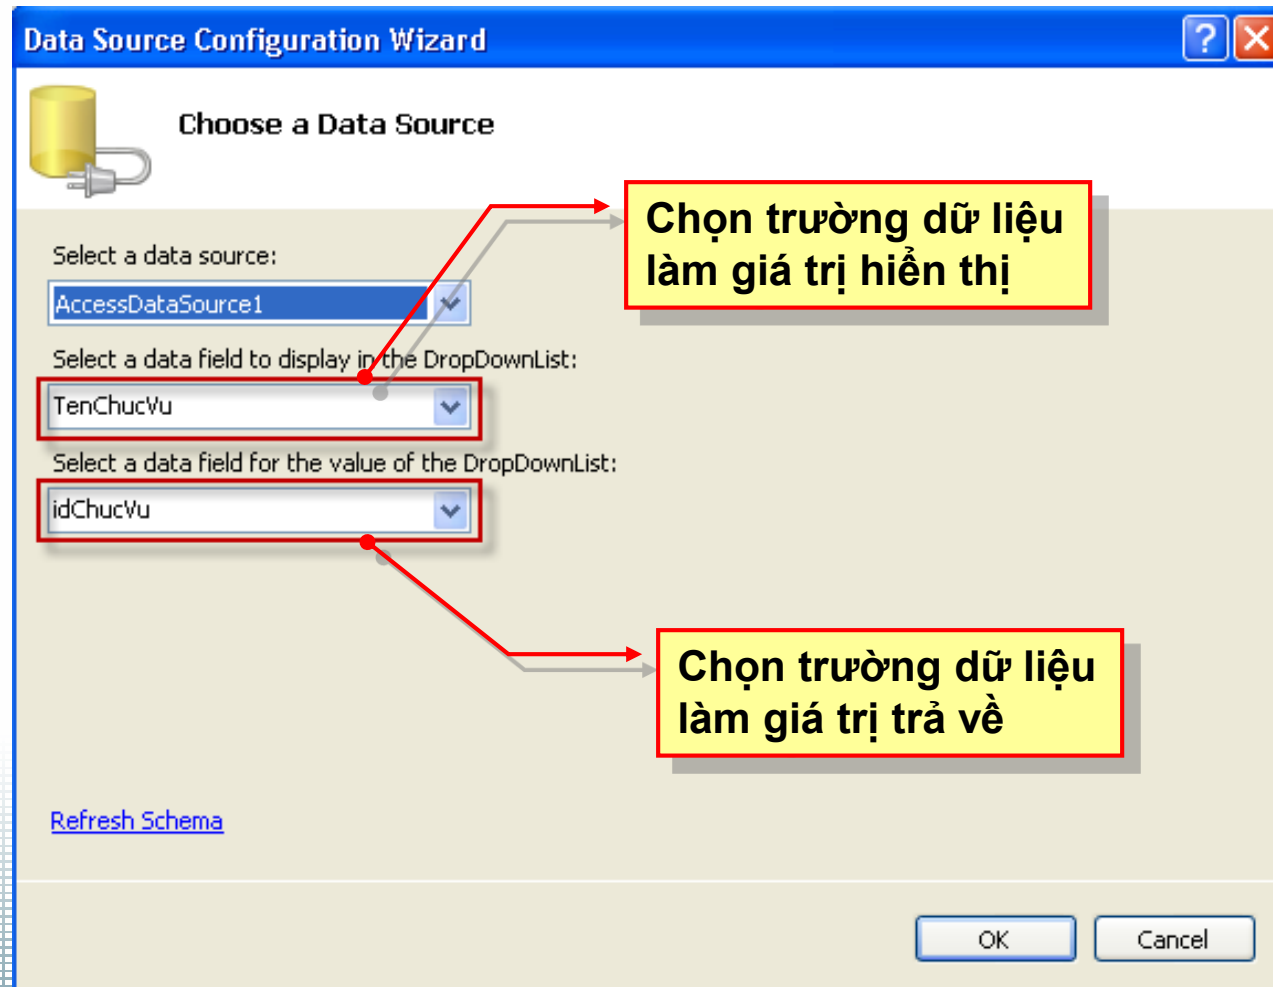 Data Source Configuration Wizard
Choose a Data Source
Chọn trường dữ liệu
làm giá trị hiển thị
Select a data source:
AccessDataSource1
Select a data field to display in the DropDownList:
TenChucVu
Select a data field for the value of the DropDownList:
idChucVu
Chọn trường dữ liệu
làm giá trị trả về
Refresh Schema
OK
Cancel